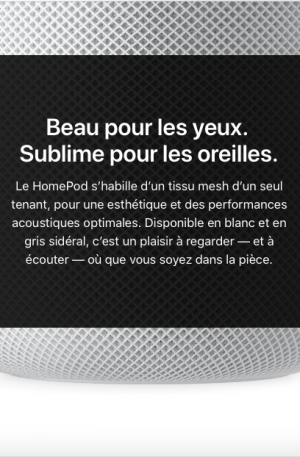 Beau pour les yeux.
Sublime pour les oreilles.
Le HomePod s’habille d’un tissu mesh d’un seul
tenant, pour une esthétique et des performances
acoustiques optimales. Disponible en blanc et en
gris sidéral, c’est un plaisir à regarder — et à
écouter — où que vous soyez dans la pièce.